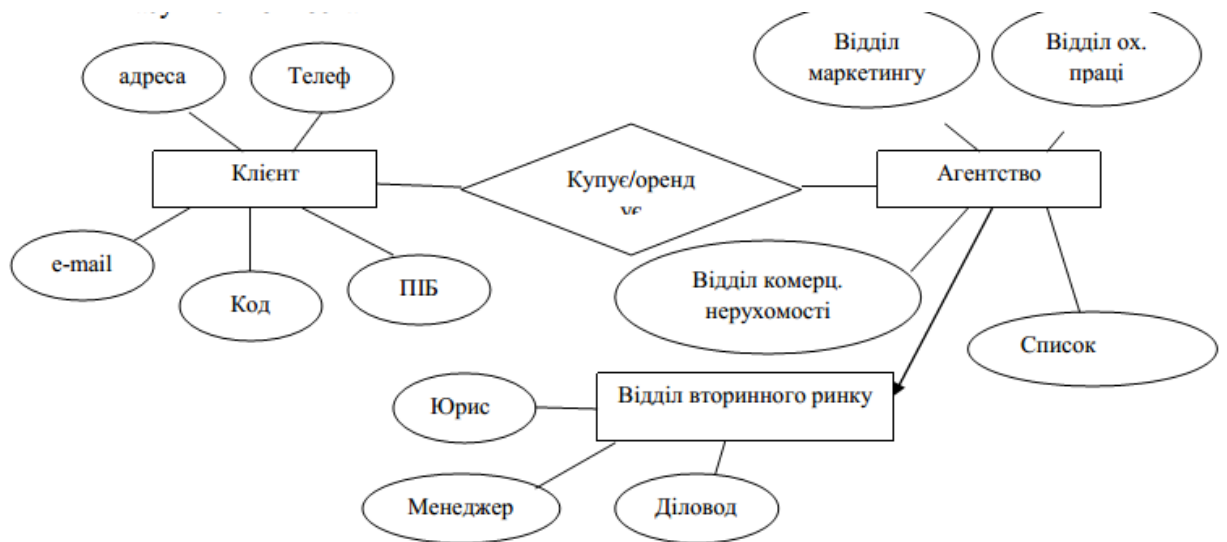 Відділ
маркетингу
Відділ ох.
праці
адреса
Телеф
Клієнт
Купує/оренд
ує
Агентство
e-mail
Код
ПІБ
Відділ комерц.
нерухомості
Список
Відділ вторинного ринку
Юрис
Менеджер
Діловод